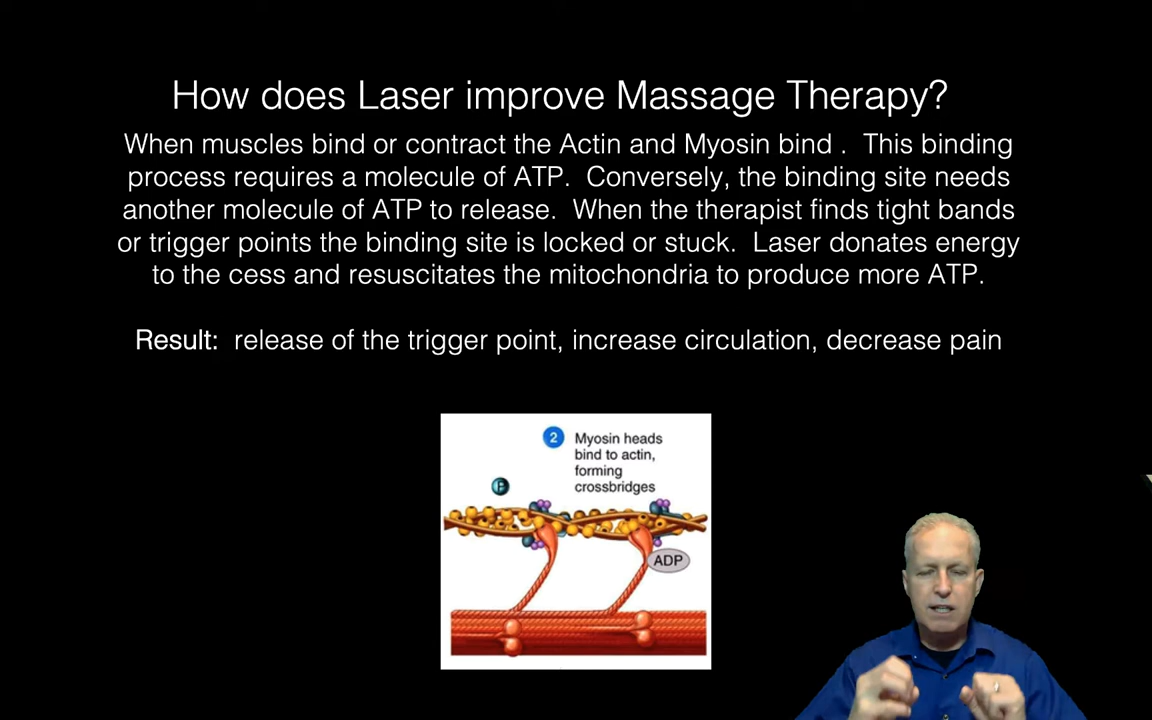 How does Laser improve Massage Therapy?
When muscles bind or contract the Actin and Myosin bind .  This binding
process requires a molecule of ATP.  Conversely, the binding site needs
another molecule of ATP to release.  When the therapist finds tight bands
or trigger points the binding site is locked or stuck.  Laser donates energy
to the cess and resuscitates the mitochondria to produce more ATP.
Result:  release of the trigger point, increase circulation, decrease pain
2 Myosin heads
bind to actin,
forming
crossbridges
P
ADP